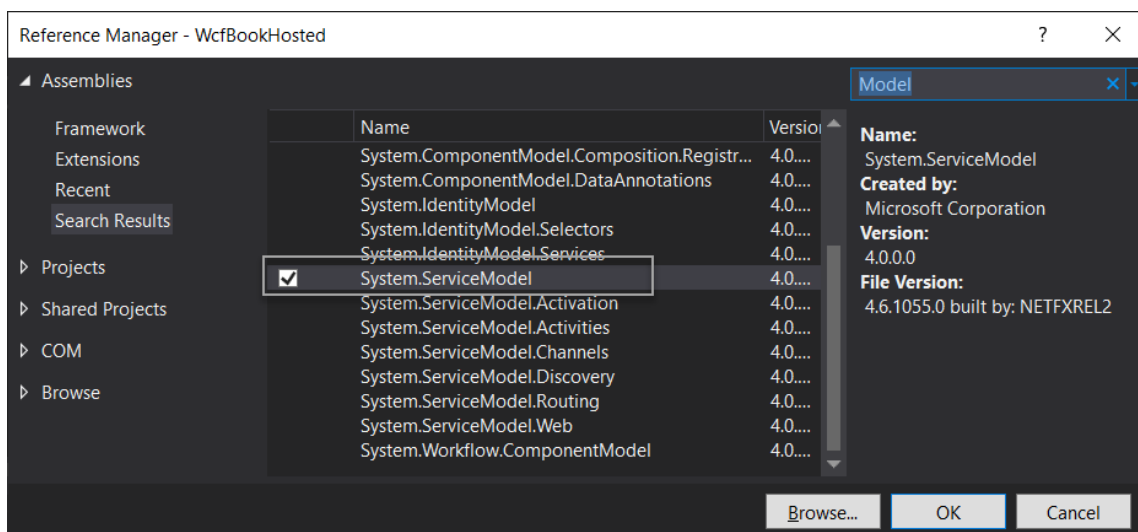 Reference Manager - WcfBookHosted
Assemblies
Framework
Extensions
Recent
Search Results
Projects
Shared Projects
COM
Browse
Name Version
System.ComponentModel.Composition.Registr... 4.0....
System.ComponentModel.DataAnnotations 4.0....
System.IdentityModel 4.0....
System.IdentityModel.Selectors 4.0....
System.IdentityModel.Services 4.0....
System.ServiceModel 4.0....
System.ServiceModel.Activation 4.0....
System.ServiceModel.Activities 4.0....
System.ServiceModel.Channels 4.0....
System.ServiceModel.Discovery 4.0....
System.ServiceModel.Routing 4.0....
System.ServiceModel.Web 4.0....
System.Workflow.ComponentModel 4.0....
Model
Name:
System.ServiceModel
Created by:
Microsoft Corporation
Version:
4.0.0.0
File Version:
4.6.1055.0 built by: NETFXREL2
Browse... OK Cancel